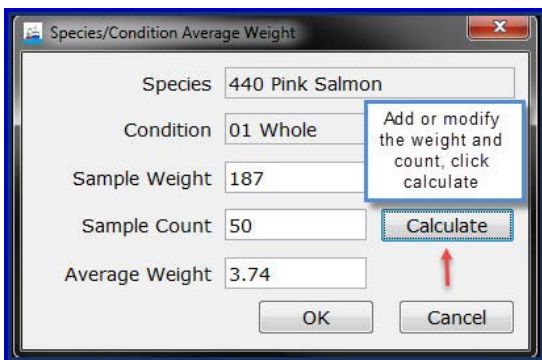 Species/Condition Average Weight
Species 440 Pink Salmon
Condition 01 Whole
Add or modify
the weight and
count, click
calculate
Sample Weight 187
Sample Count 50 Calculate
Average Weight 3.74
OK Cancel